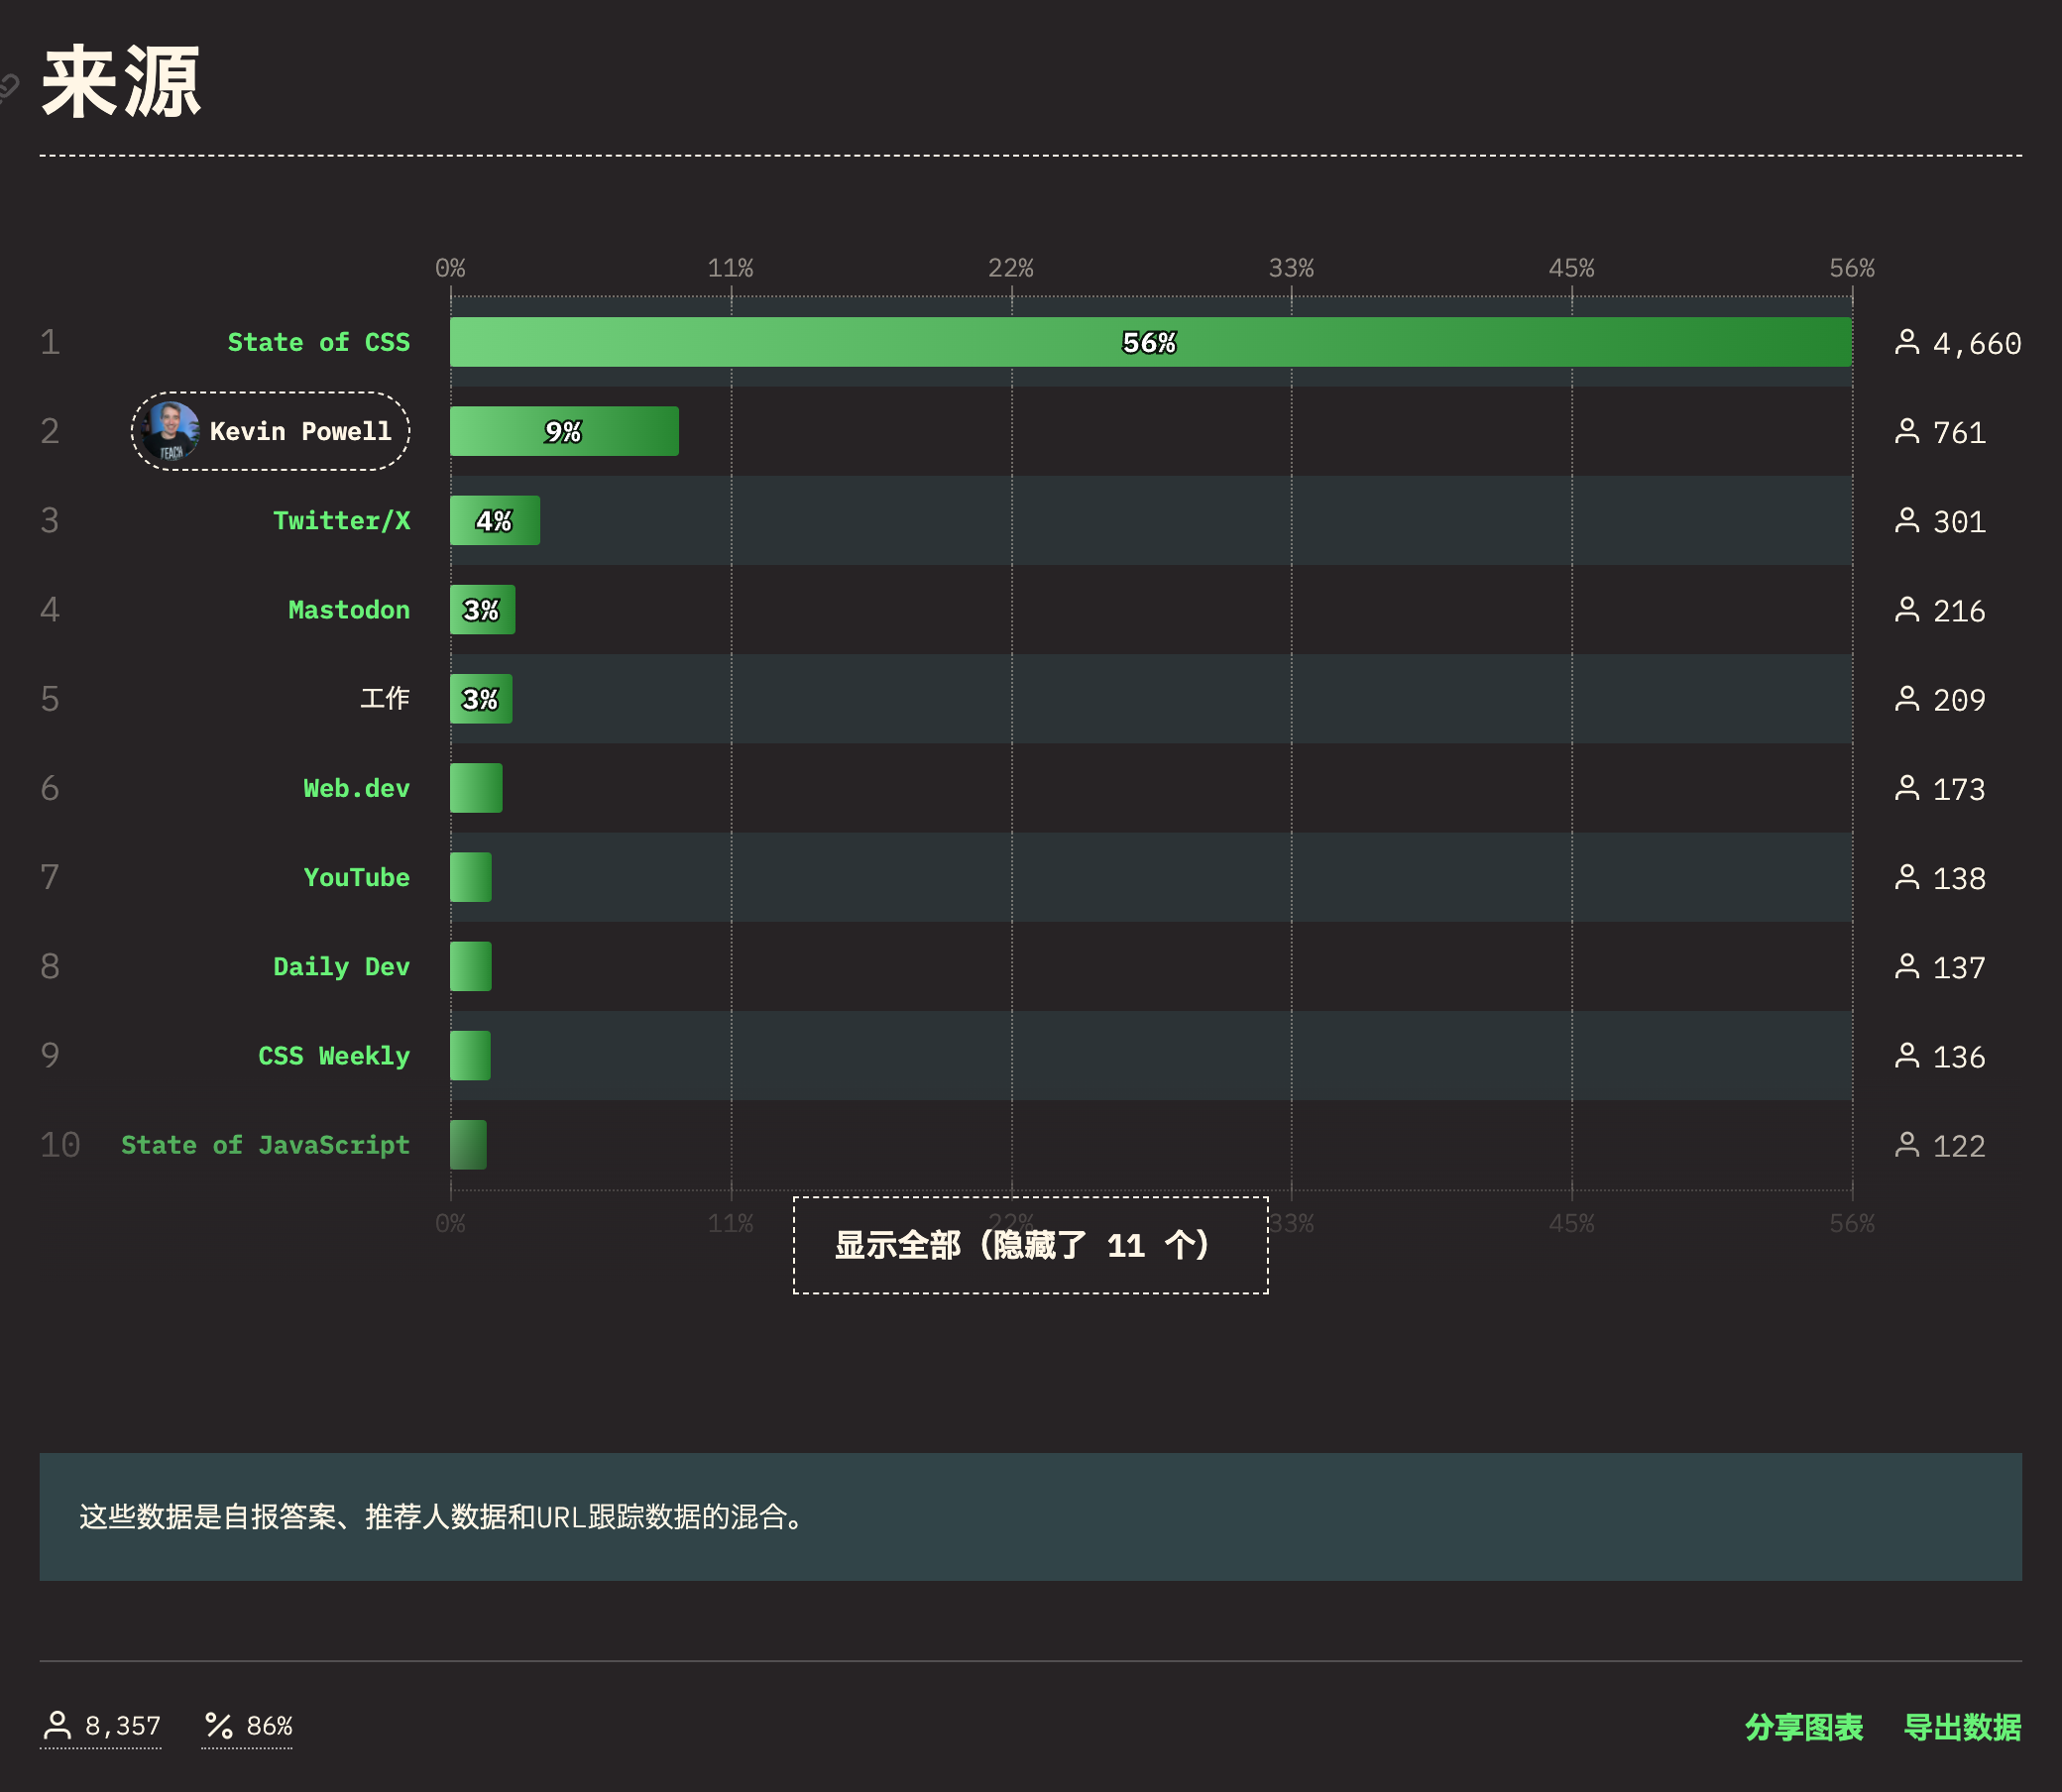 来源
0% 11% 22% 33% 45% 56%
1 State of CSS 56% 4,660
2 Kevin Powell 9% 761
3 Twitter/X 4% 301
4 Mastodon 3% 216
5 工作 3% 209
6 Web.dev 173
7 YouTube 138
8 Daily Dev 137
9 CSS Weekly 136
10 State of JavaScript 122
0% 11% 22% 33% 45% 56%
显示全部（隐藏了 11 个）
这些数据是自报答案、推荐人数据和URL跟踪数据的混合。
8,357 % 86% 分享图表 导出数据
TEACH